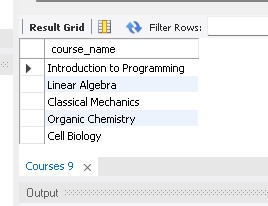 Result Grid Filter Rows:
course_name
Introduction to Programming
Linear Algebra
Classical Mechanics
Organic Chemistry
Cell Biology
Courses 9 ×
Output